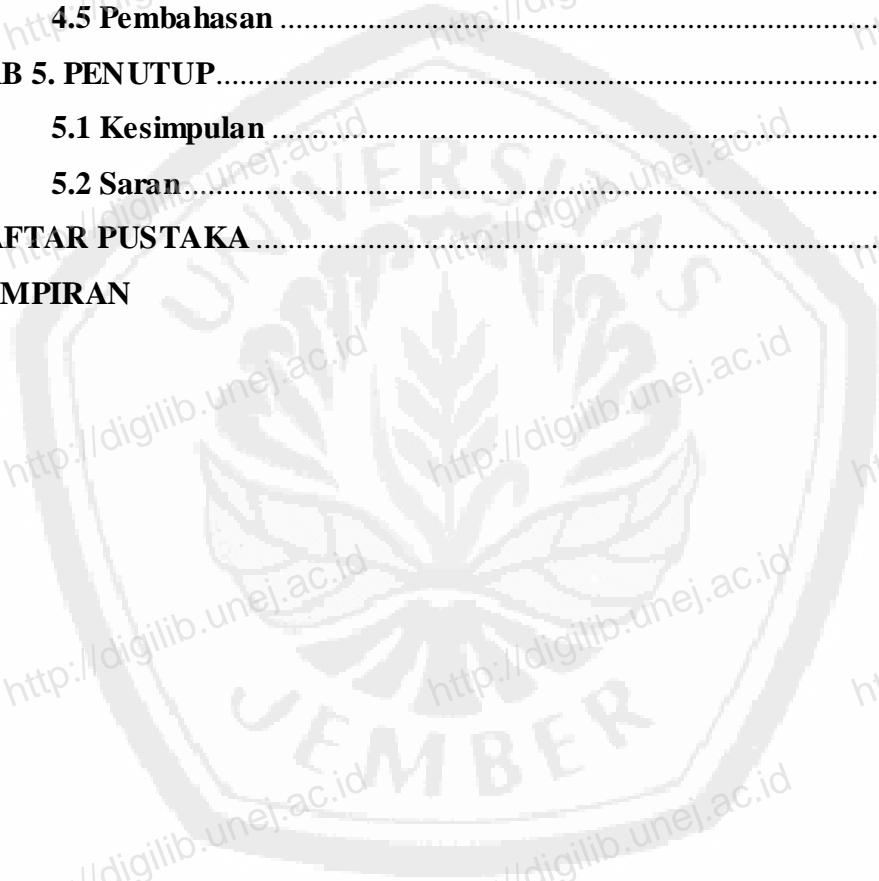 4.5 Pembahasan ................................................................................
B 5. PENUTUP................................................................................
5.1 Kesimpulan ................................................................................
5.2 Saran................................................................................
FTAR PUSTAKA ................................................................................
MPIRAN
UNIVERSITAS
JEMBER
http://digilib.unej.ac.id
http://digilib.unej.ac.id
http://digilib.unej.ac.id
http://digilib.unej.ac.id
http://digilib.unej.ac.id
http://digilib.unej.ac.id
http://digilib.unej.ac.id
http://digilib.unej.ac.id